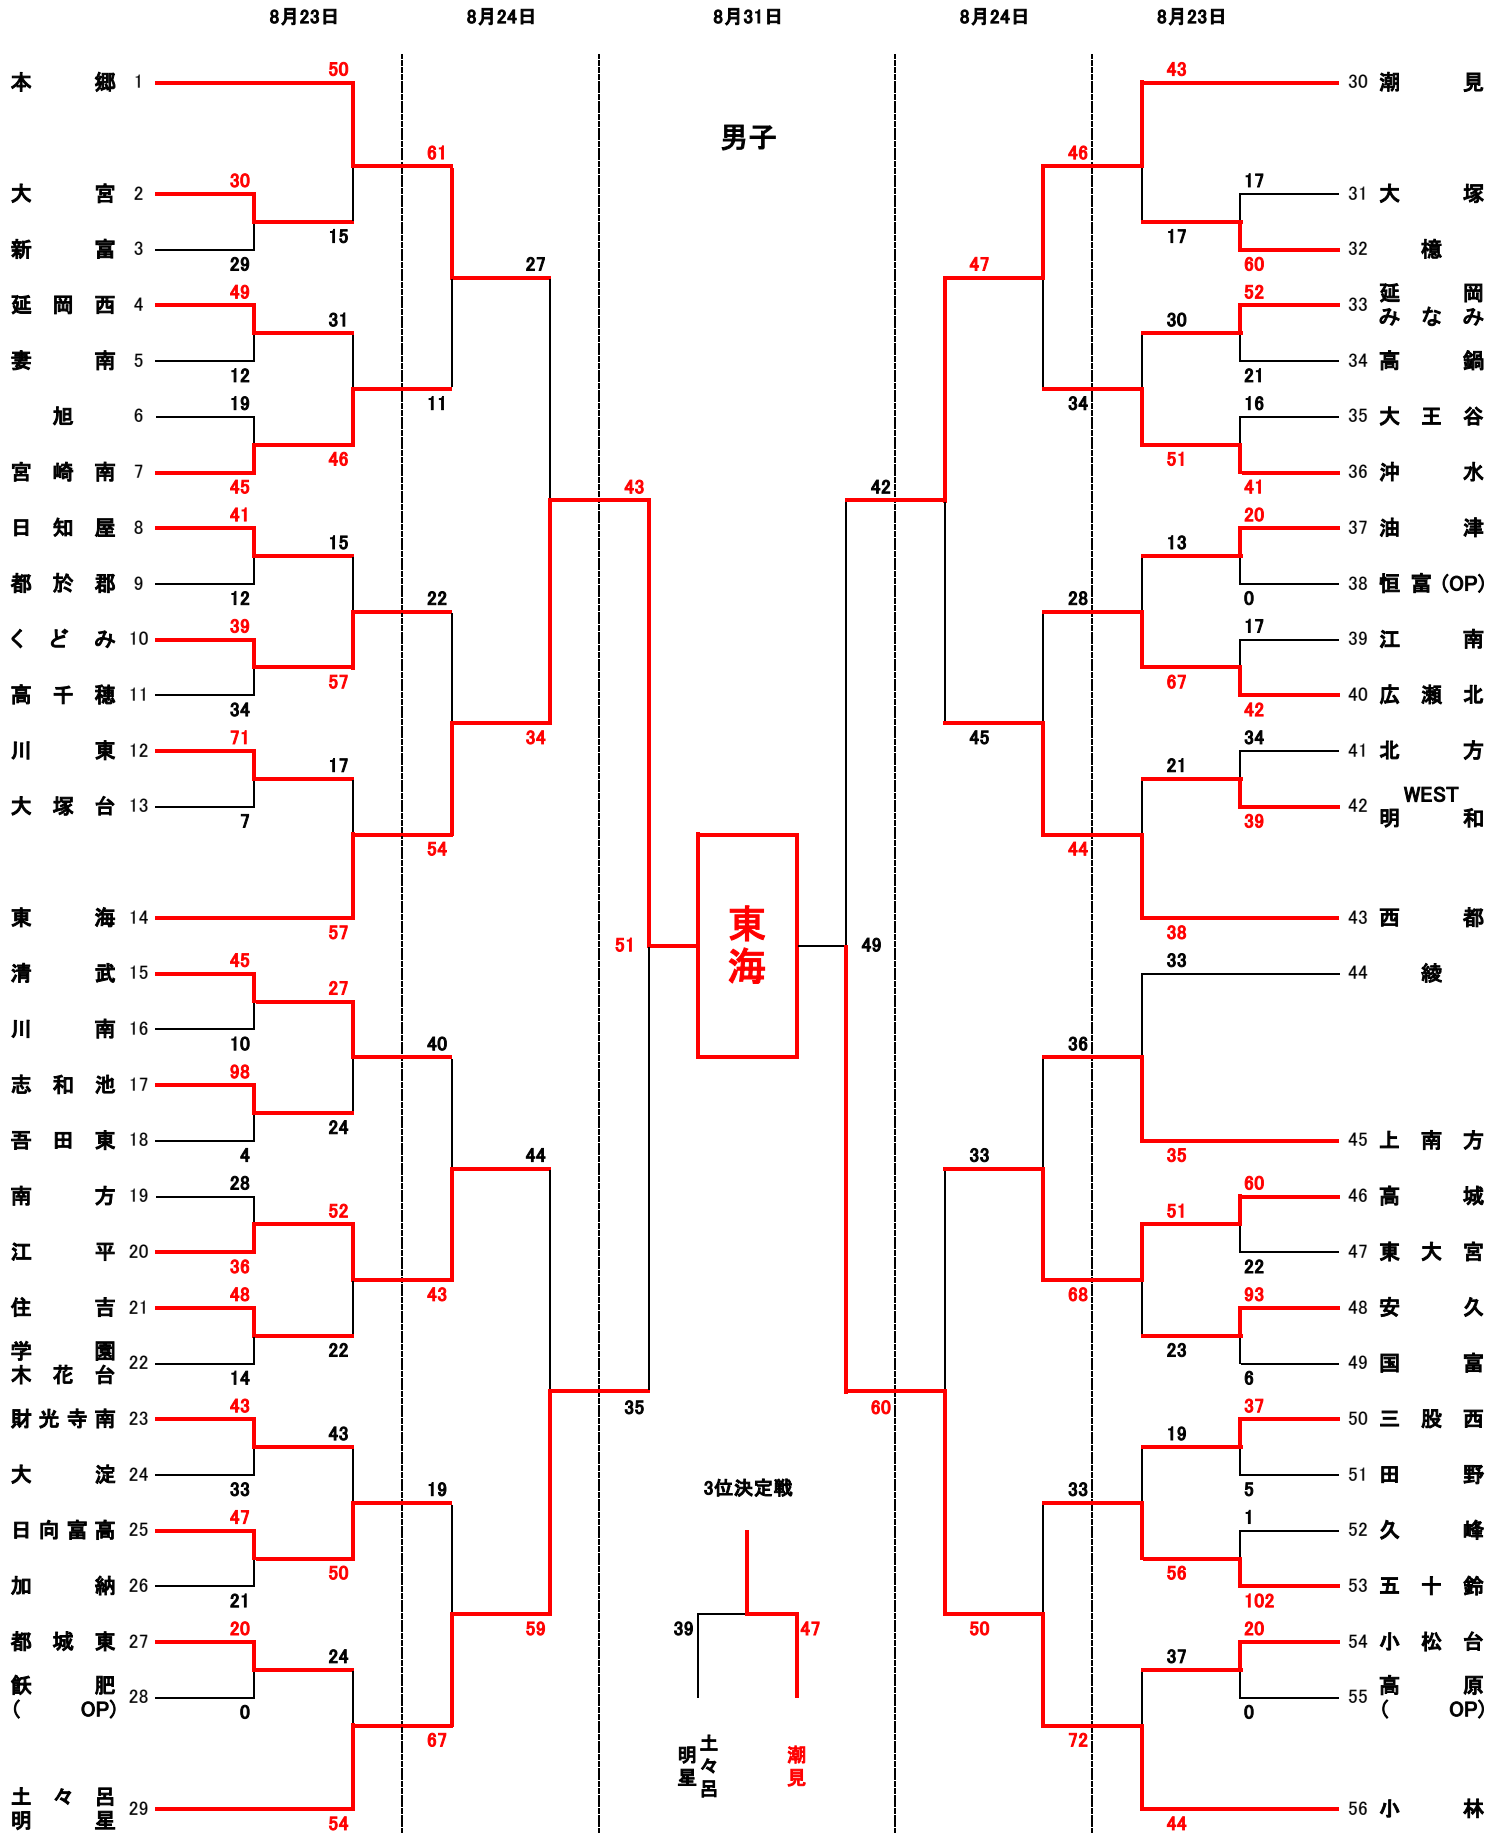 8月23日 8月24日 8月31日 8月24日 8月23日
男子
本郷 1
大宮 2
新富 3
延岡西 4
妻南 5
旭 6
宮崎南 7
日知屋 8
都於郡 9
くどみ 10
高千穂 11
川東 12
大塚台 13
東海 14
清武 15
川南 16
志和池 17
吾田東 18
南方 19
江平 20
住吉 21
学園
木花台 22
財光寺南 23
大淀 24
日向富高 25
加納 26
都城東 27
飫肥
(OP) 28
土々呂
明星 29
50
30
15
29
49
31
12
19
46
45
41
15
12
39
57
34
71
17
7
57
45
27
10
98
24
4
28
52
36
48
22
14
43
43
33
47
50
21
20
24
0
54
61
11
22
54
40
43
19
67
27
34
44
59
43
35
51
東海
49
42
60
47
45
33
50
46
34
28
44
36
68
33
72
43
17
17
60
52
30
21
16
51
41
20
13
0
17
67
42
34
21
39
38
33
35
60
51
22
93
23
6
37
19
5
1
56
102
20
37
0
44
30 潮見
31 大塚
32 檍
33 延岡
みなみ
34 高鍋
35 大王谷
36 沖水
37 油津
38 恒富(OP)
39 江南
40 広瀬北
41 北方
42 WEST
明和
43 西都
44 綾
45 上南方
46 高城
47 東大宮
48 安久
49 国富
50 三股西
51 田野
52 久峰
53 五十鈴
54 小松台
55 高原
(OP)
56 小林
3位決定戦
39 47
土々呂
明星
潮見